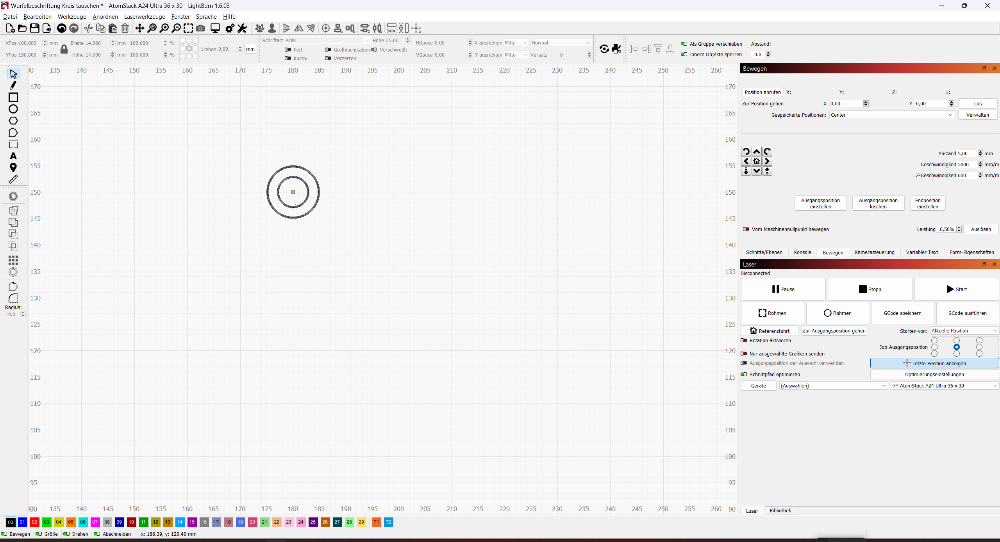 Würfelbeschriftung Kreis tauschen * - AtomStack A24 Ultra 36 x 30 - LightBurn 1.6.03
Datei Bearbeiten Werkzeuge Anordnen Laserwerkzeuge Fenster Sprache Hilfe
XPos 180.000 mm Breite 14.000 mm 100.000 %
YPos 150.000 mm Höhe 14.000 mm 100.000 %
Drehen 0,00 mm
Schriftart Arial Höhe 25.00
Fett Großbuchstaben Verschweißt
Kursiv Verzerren
HSpace 0.00 X ausrichten Mitte Normal
VSpace 0.00 Y ausrichten Mitte Versatz 0
Als Gruppe verschieben Abstand:
Innere Objekte sperren 0.0
30 135 140 145 150 155 160 165 170 175 180 185 190 195 200 205 210 215 220 225 230 235 240 245 250 255 260
170 170
165 165
160 160
155 155
150 150
145 145
140 140
135 135
130 130
125 125
120 120
115 115
110 110
105 105
100 100
95 95
90 135 140 145 150 155 160 165 170 175 180 185 190 195 200 205 210 215 220 225 230 235 240 245 250 255 260 90
Radius:
10.0
Bewegen
Position abrufen X: Y: Z: U:
Zur Position gehen X 0,00 Y 0,00 Los
Gespeicherte Positionen: Center Verwalten
Abstand 5,00 mm
Geschwindigkeit 5000 mm/m
Z-Geschwindigkeit 600 mm/m
Ausgangsposition einstellen
Ausgangsposition löschen
Endposition einstellen
Vom Maschinennullpunkt bewegen Leistung 0,50% Auslösen
Schnitte/Ebenen Konsole Bewegen Kamerasteuerung Variabler Text Form-Eigenschaften
Laser
Disconnected
Pause Stopp Start
Rahmen Rahmen GCode speichern GCode ausführen
Referenzfahrt Zur Ausgangsposition gehen Starten von: Aktuelle Position
Rotation aktivieren
Job-Ausgangsposition
Nur ausgewählte Grafiken senden
Ausgangsposition der Auswahl verwenden Letzte Position anzeigen
Schnittpfad optimieren Optimierungseinstellungen
Geräte (Auswählen) grbl AtomStack A24 Ultra 36 x 30
Laser Bibliothek
00 01 02 03 04 05 06 07 08 09 10 11 12 13 14 15 16 17 18 19 20 21 22 23 24 25 26 27 28 29 T1 T2
Bewegen Größe Drehen Abschneiden x: 186.39, y: 120.40 mm